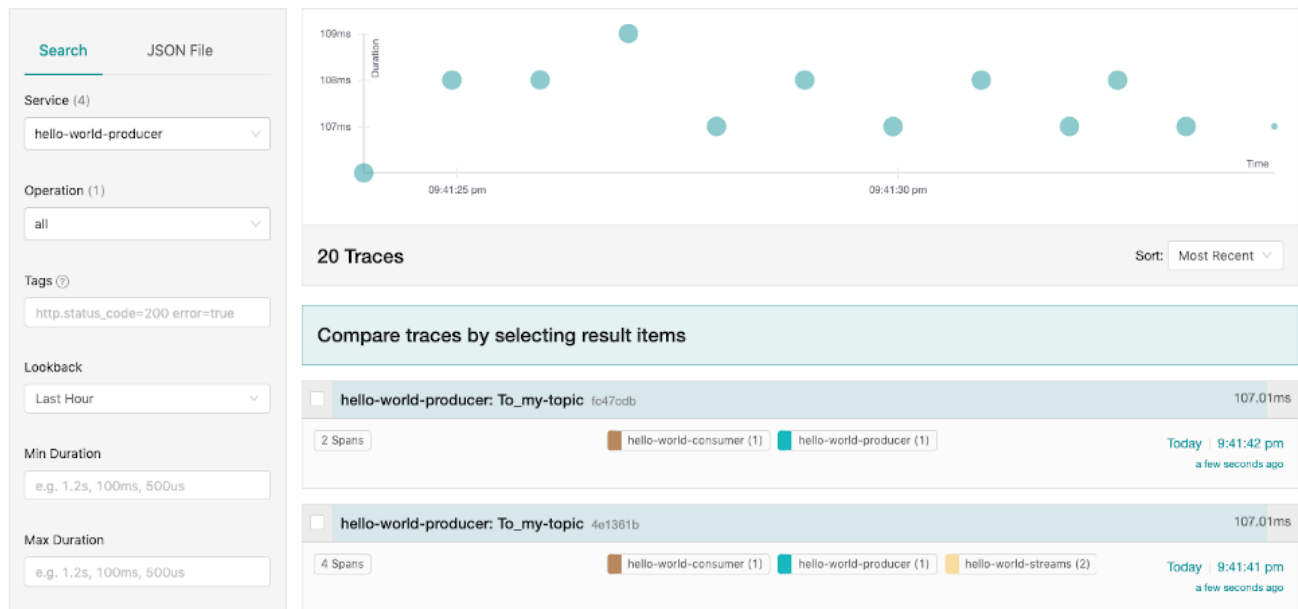 Search
JSON File
Service (4)
hello-world-producer
Operation (1)
all
Tags ?
http.status_code=200 error=true
Lookback
Last Hour
Min Duration
e.g. 1.2s, 100ms, 500us
Max Duration
e.g. 1.2s, 100ms, 500us
109ms
108ms
107ms
Duration
Time
09:41:25 pm
09:41:30 pm
20 Traces
Sort: Most Recent
Compare traces by selecting result items
hello-world-producer: To_my-topic fc47cdb
107.01ms
2 Spans
hello-world-consumer (1)
hello-world-producer (1)
Today 9:41:42 pm
a few seconds ago
hello-world-producer: To_my-topic 4e1361b
107.01ms
4 Spans
hello-world-consumer (1)
hello-world-producer (1)
hello-world-streams (2)
Today 9:41:41 pm
a few seconds ago